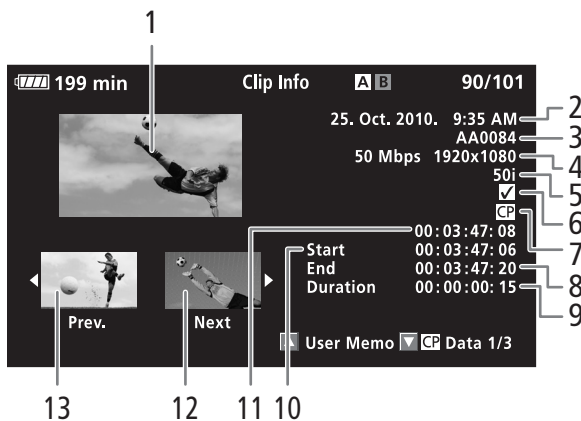 1
199 min Clip Info A B 90/101
25. Oct. 2010. 9:35 AM 2
AA0084 3
50 Mbps 1920x1080 4
50i 5
6
CP 7
11 00:03:47:08
10 Start 00:03:47:06
End 00:03:47:20 8
Duration 00:00:00:15 9
Prev. Next
User Memo CP Data 1/3
13 12 11 10